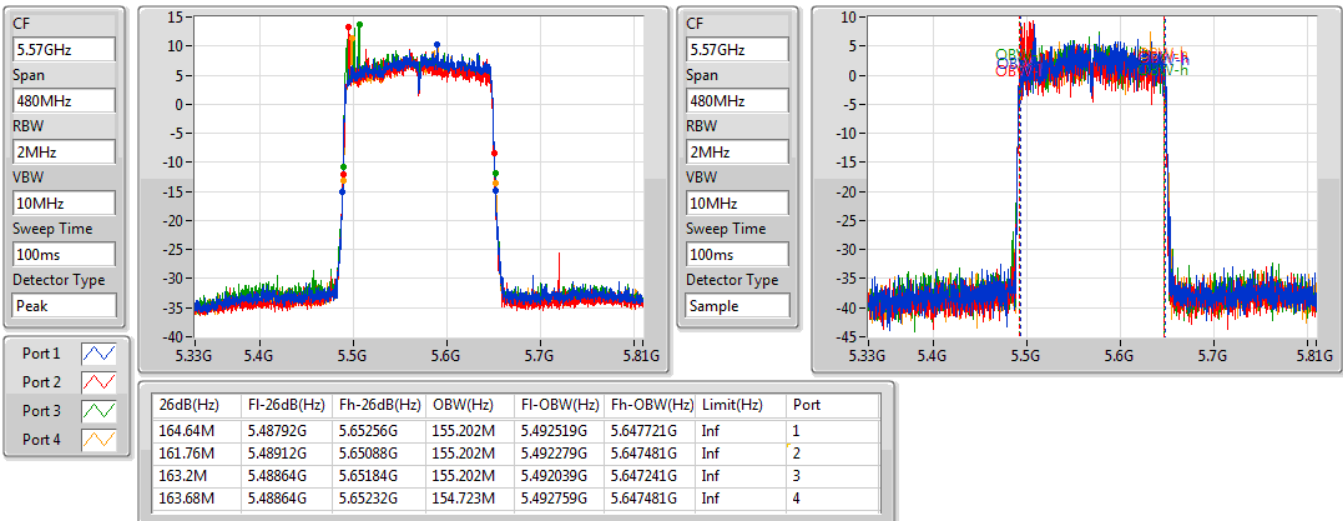 CF
5.57GHz
Span
480MHz
RBW
2MHz
VBW
10MHz
Sweep Time
100ms
Detector Type
Peak
15
10
5
0
-5
-10
-15
-20
-25
-30
-35
-40
5.33G 5.4G 5.5G 5.6G 5.7G 5.81G
CF
5.57GHz
Span
480MHz
RBW
2MHz
VBW
10MHz
Sweep Time
100ms
Detector Type
Sample
10
5
0
-5
-10
-15
-20
-25
-30
-35
-40
-45
5.33G 5.4G 5.5G 5.6G 5.7G 5.81G
Port 1
Port 2
Port 3
Port 4
26dB(Hz) Fl-26dB(Hz) Fh-26dB(Hz) OBW(Hz) Fl-OBW(Hz) Fh-OBW(Hz) Limit(Hz) Port
164.64M 5.48792G 5.65256G 155.202M 5.492519G 5.647721G Inf 1
161.76M 5.48912G 5.65088G 155.202M 5.492279G 5.647481G Inf 2
163.2M 5.48864G 5.65184G 155.202M 5.492039G 5.647241G Inf 3
163.68M 5.48864G 5.65232G 154.723M 5.492759G 5.647481G Inf 4